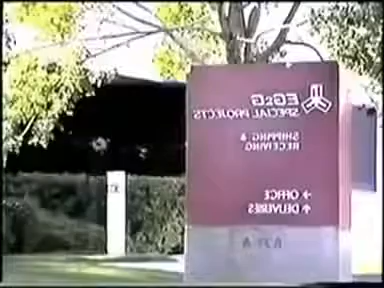 EG&G
SPECIAL PROJECTS
SHIPPING &
RECEIVING
→ OFFICE
↑ DELIVERIES